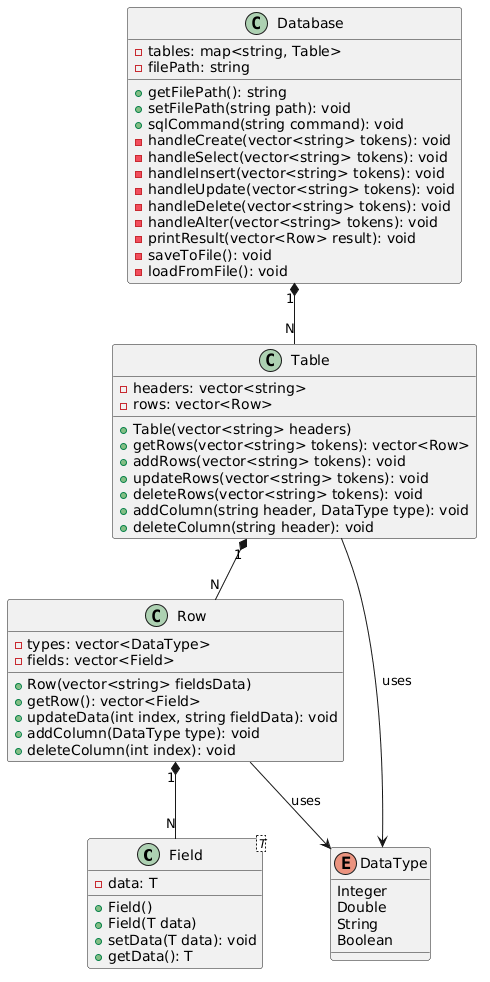 C Database
tables: map<string, Table>
filePath: string
getFilePath(): string
setFilePath(string path): void
sqlCommand(string command): void
handleCreate(vector<string> tokens): void
handleSelect(vector<string> tokens): void
handleInsert(vector<string> tokens): void
handleUpdate(vector<string> tokens): void
handleDelete(vector<string> tokens): void
handleAlter(vector<string> tokens): void
printResult(vector<Row> result): void
saveToFile(): void
loadFromFile(): void
1
N
C Table
headers: vector<string>
rows: vector<Row>
Table(vector<string> headers)
getRows(vector<string> tokens): vector<Row>
addRows(vector<string> tokens): void
updateRows(vector<string> tokens): void
deleteRows(vector<string> tokens): void
addColumn(string header, DataType type): void
deleteColumn(string header): void
1
N
C Row
types: vector<DataType>
fields: vector<Field>
Row(vector<string> fieldsData)
getRow(): vector<Field>
updateData(int index, string fieldData): void
addColumn(DataType type): void
deleteColumn(int index): void
uses
1
uses
N
C Field
T
data: T
Field()
Field(T data)
setData(T data): void
getData(): T
E DataType
Integer
Double
String
Boolean